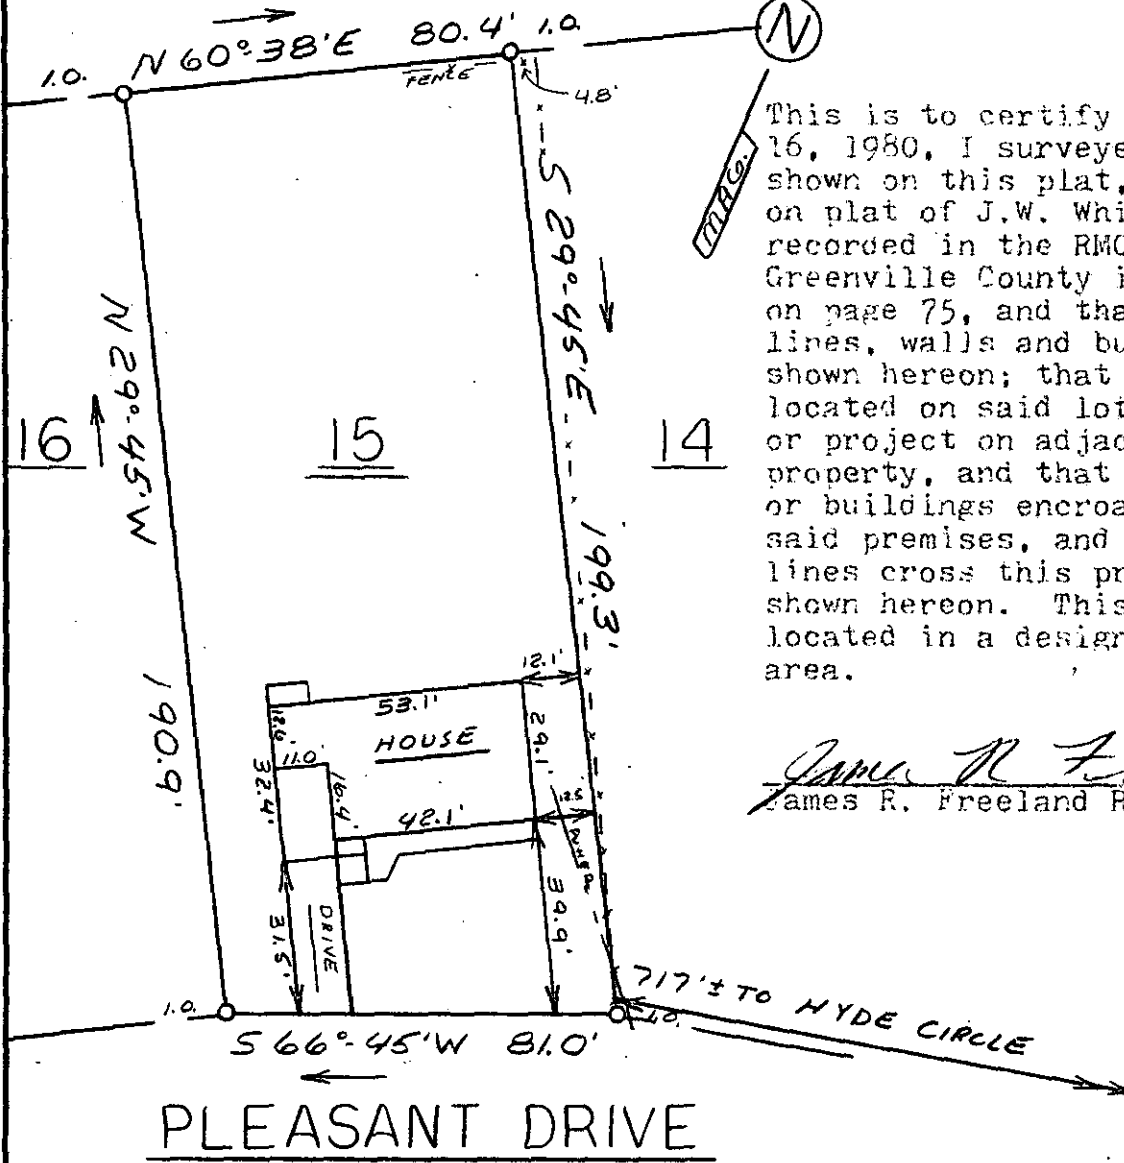 1.0. N 60°-38'E 80.4' 1.0.
N
FENCE
4.8'
MAG.
This is to certify
16, 1980, I surveye
shown on this plat,
on plat of J.W. Whi
recorded in the RMC
Greenville County i
on page 75, and tha
lines, walls and bu
shown hereon; that
located on said lot
or project on adjac
property, and that
or buildings encroa
said premises, and
lines cross this pr
shown hereon. This
located in a design
area.
James R. F
James R. Freeland R
S 29°-45'E 199.3'
N 29°-45'W 190.9'
16
15
14
12.1'
53.1'
HOUSE
29.1'
12.6'
11.0'
32.4'
16.4'
42.1'
12.5
39.9'
31.5'
DRIVE
1.0.
1.0.
717'± TO HYDE CIRCLE
S 66°-45'W 81.0'
PLEASANT DRIVE